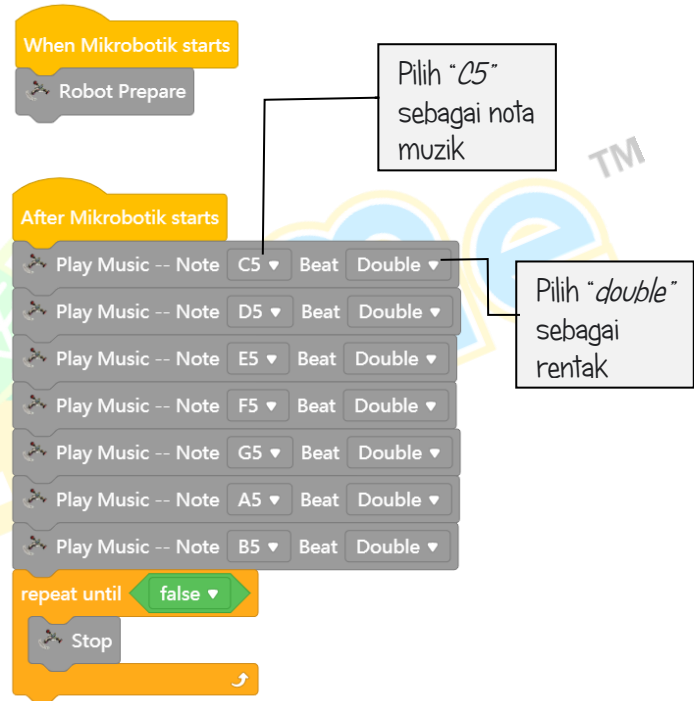 When Mikrobotik starts
Robot Prepare
Pilih “C5”
sebagai nota
muzik
TM
After Mikrobotik starts
Play Music -- Note C5 Beat Double
Play Music -- Note D5 Beat Double
Play Music -- Note E5 Beat Double
Play Music -- Note F5 Beat Double
Play Music -- Note G5 Beat Double
Play Music -- Note A5 Beat Double
Play Music -- Note B5 Beat Double
Pilih “double”
sebagai
rentak
repeat until false
Stop